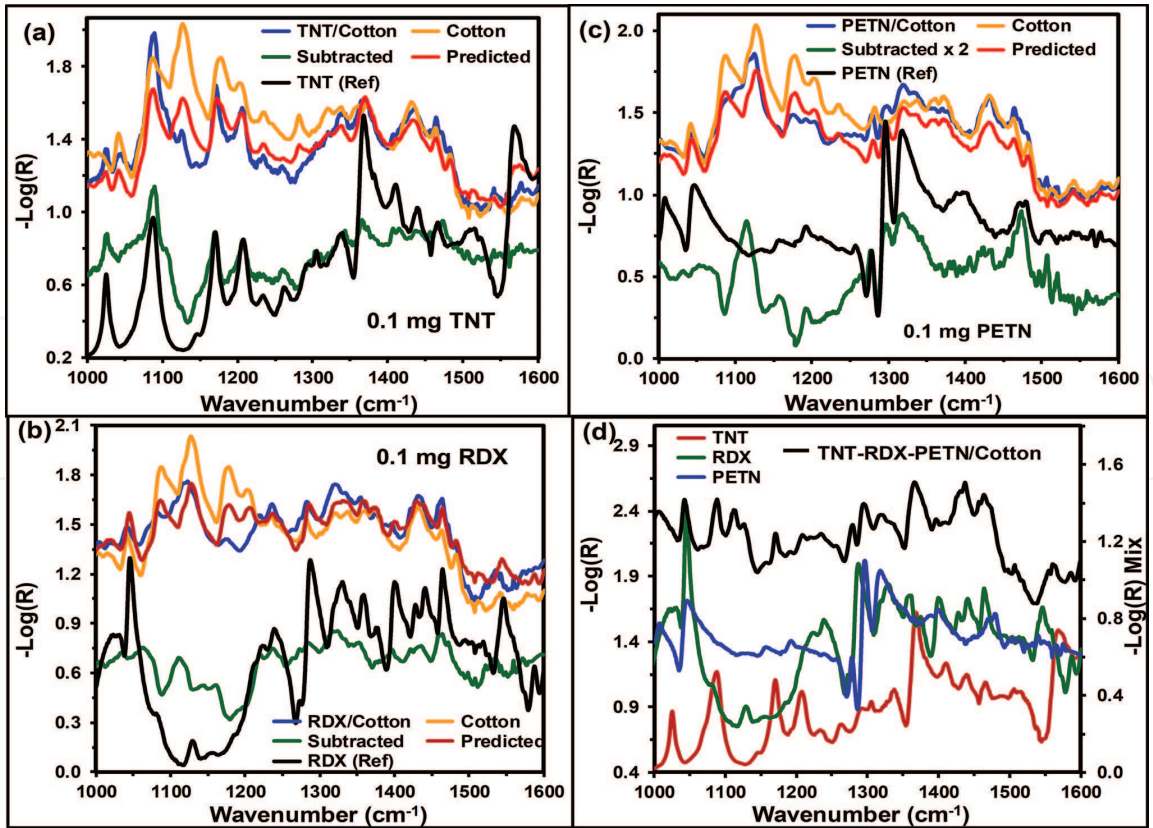 (a)
TNT/Cotton
Cotton
Subtracted
Predicted
TNT (Ref)
-Log(R)
1.8
1.4
1.0
0.6
0.2
0.1 mg TNT
1000 1100 1200 1300 1400 1500 1600
Wavenumber (cm⁻¹)
(c)
PETN/Cotton
Cotton
Subtracted x 2
Predicted
PETN (Ref)
-Log(R)
2.0
1.5
1.0
0.5
0.0
0.1 mg PETN
1000 1100 1200 1300 1400 1500 1600
Wavenumber (cm⁻¹)
(b)
0.1 mg RDX
-Log(R)
2.1
1.8
1.5
1.2
0.9
0.6
0.3
0.0
RDX/Cotton
Cotton
Subtracted
Predicted
RDX (Ref)
1000 1100 1200 1300 1400 1500 1600
Wavenumber (cm⁻¹)
(d)
TNT
RDX
PETN
TNT-RDX-PETN/Cotton
-Log(R)
2.9
2.4
1.9
1.4
0.9
0.4
1.6
1.2
0.8
0.4
0.0
-Log(R) Mix
1000 1100 1200 1300 1400 1500 1600
Wavenumber (cm⁻¹)